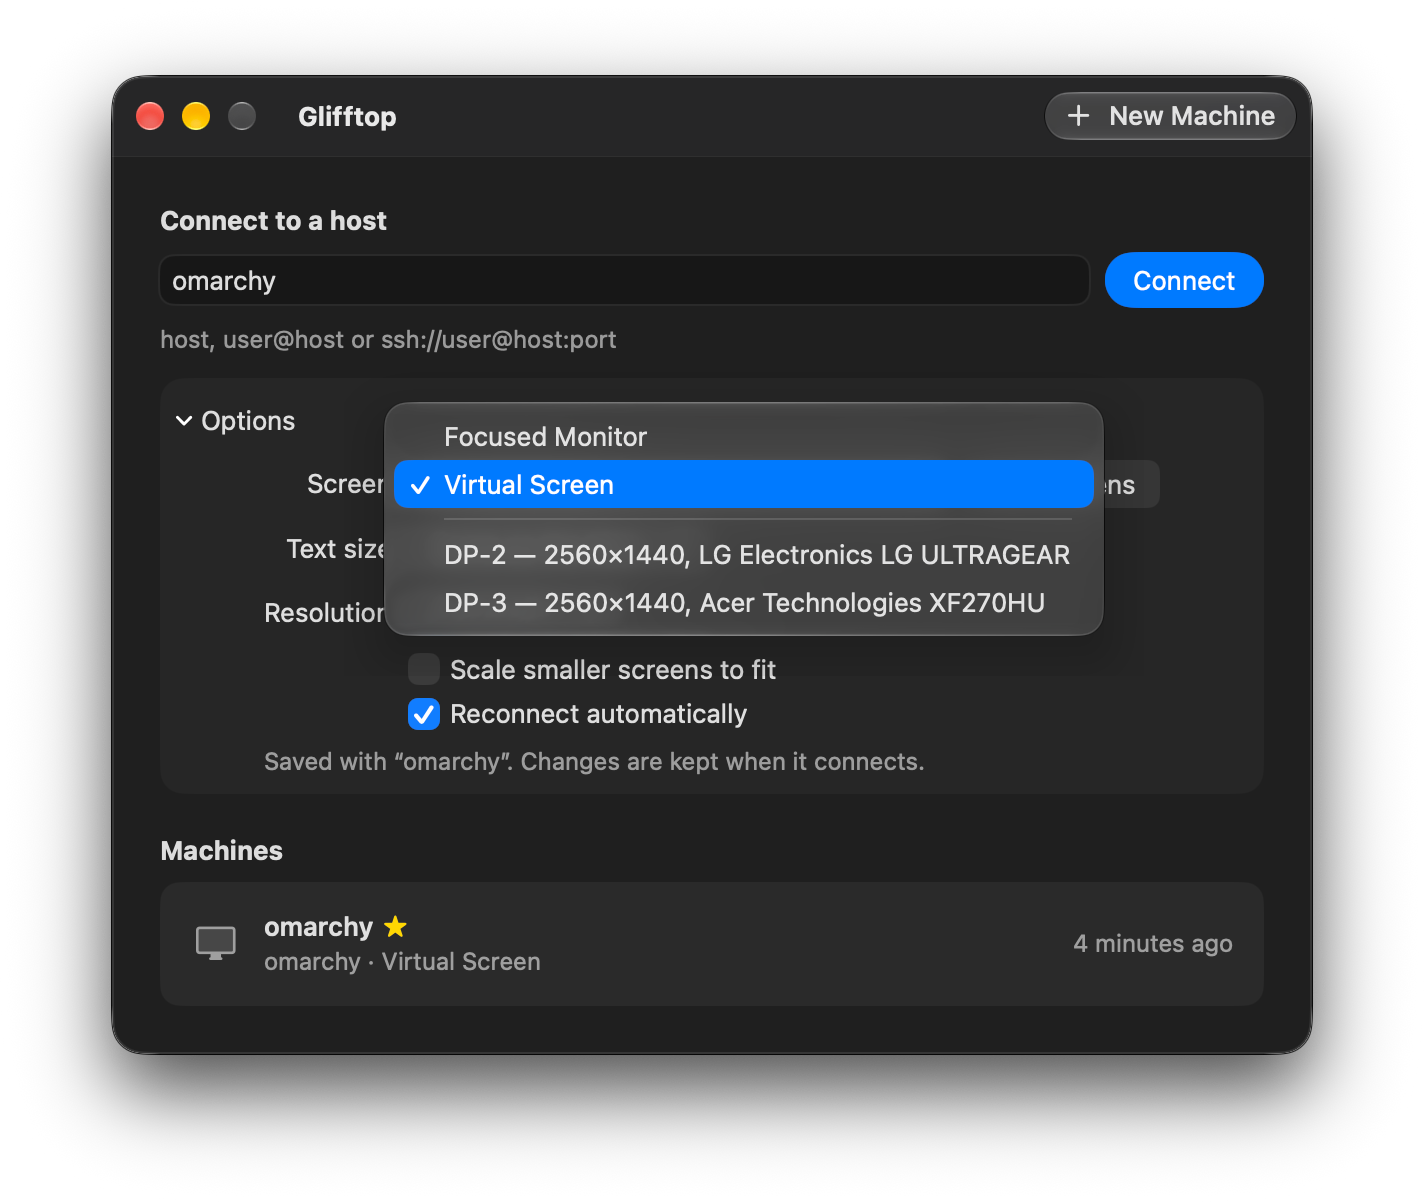 Glifftop
+ New Machine
Connect to a host
omarchy
Connect
host, user@host or ssh://user@host:port
Options
Focused Monitor
Screen
✓ Virtual Screen
Text size
DP-2 — 2560×1440, LG Electronics LG ULTRAGEAR
Resolution
DP-3 — 2560×1440, Acer Technologies XF270HU
Scale smaller screens to fit
Reconnect automatically
Saved with “omarchy”. Changes are kept when it connects.
Machines
omarchy ★
omarchy · Virtual Screen
4 minutes ago